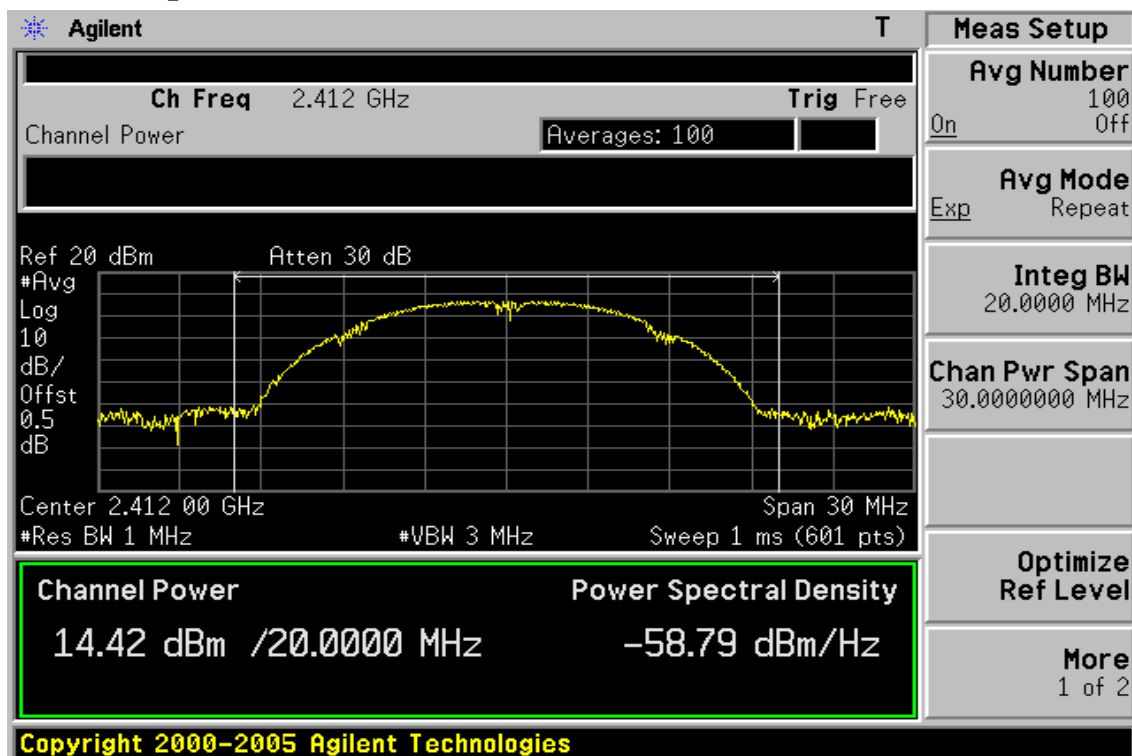 Agilent T Meas Setup
Avg Number
100
On Off
Ch Freq 2.412 GHz Trig Free
Channel Power Averages: 100
Avg Mode
Exp Repeat
Ref 20 dBm Atten 30 dB
#Avg
Log
10
dB/
Offst
0.5
dB
Integ BW
20.0000 MHz
Chan Pwr Span
30.0000000 MHz
Center 2.412 00 GHz Span 30 MHz
#Res BW 1 MHz #VBW 3 MHz Sweep 1 ms (601 pts)
Optimize
Ref Level
Channel Power Power Spectral Density
14.42 dBm /20.0000 MHz -58.79 dBm/Hz
More
1 of 2
Copyright 2000-2005 Agilent Technologies